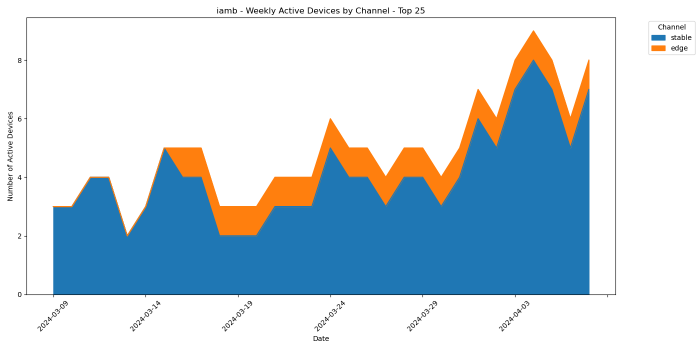 iamb - Weekly Active Devices by Channel - Top 25
Channel
stable
edge
Number of Active Devices
8
6
4
2
0
2024-03-09
2024-03-14
2024-03-19
2024-03-24
2024-03-29
2024-04-03
Date